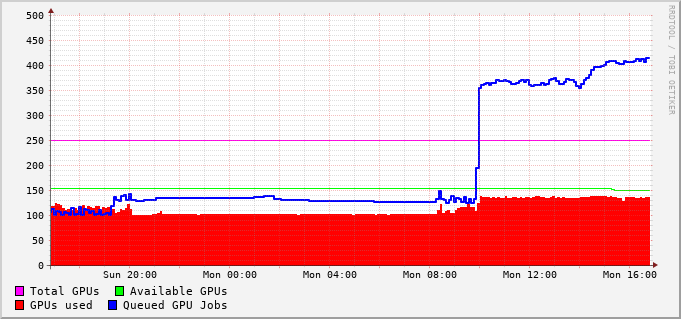 500
450
400
350
300
250
200
150
100
50
0
Sun 20:00 Mon 00:00 Mon 04:00 Mon 08:00 Mon 12:00 Mon 16:00
Total GPUs Available GPUs
GPUs used Queued GPU Jobs
RRDTOOL / TOBI OETIKER